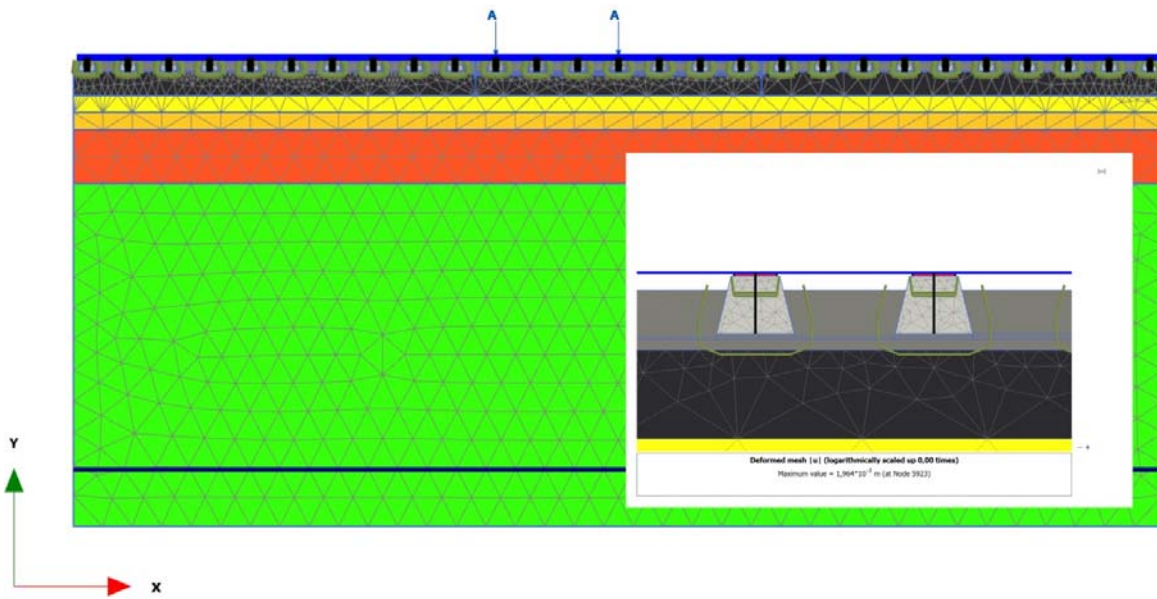 A A
Deformed mesh |u| (logarithmically scaled up 0,00 times)
Maximum value = 1,964*10⁻³ m (at Node 5923)
Y
X